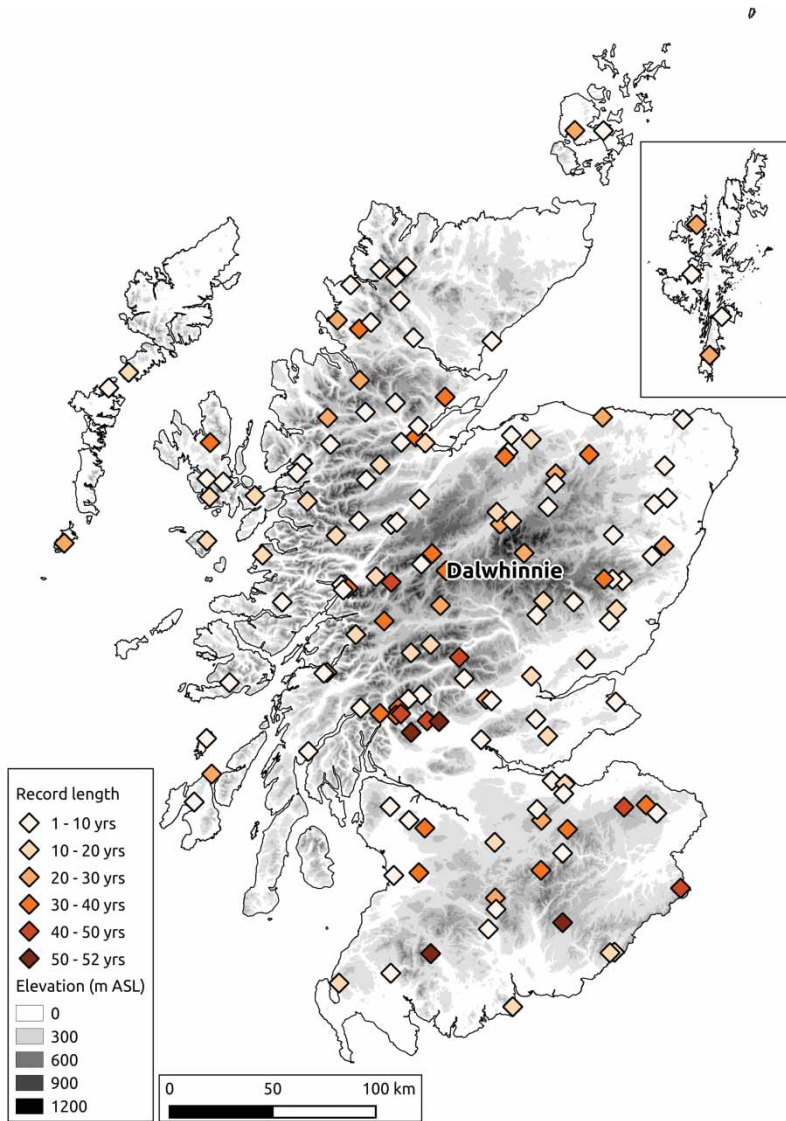 Dalwhinnie
Record length
1 - 10 yrs
10 - 20 yrs
20 - 30 yrs
30 - 40 yrs
40 - 50 yrs
50 - 52 yrs
Elevation (m ASL)
0
300
600
900
1200
0 50 100 km